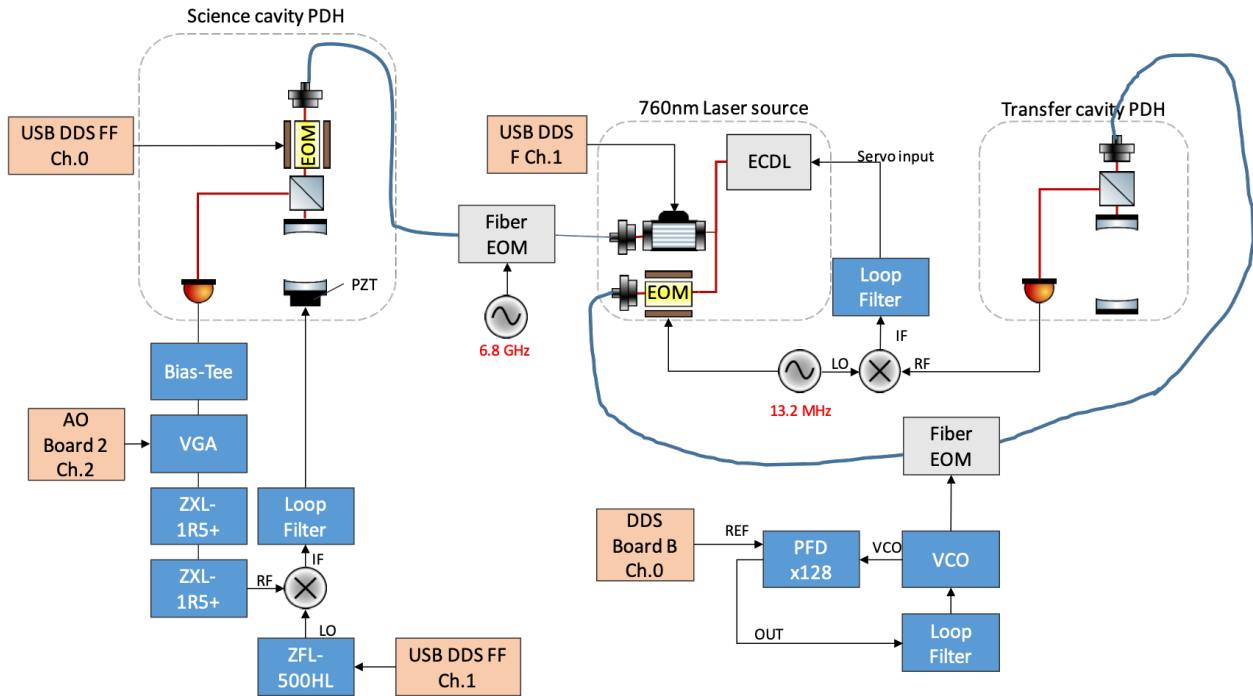 Science cavity PDH
760nm Laser source
Transfer cavity PDH
USB DDS FF
Ch.0
EOM
USB DDS
F Ch.1
ECDL
Servo input
Fiber
EOM
EOM
PZT
Loop
Filter
6.8 GHz
IF
LO
RF
13.2 MHz
Bias-Tee
AO
Board 2
Ch.2
VGA
Fiber
EOM
ZXL-
1R5+
Loop
Filter
DDS
Board B
Ch.0
REF
PFD
x128
VCO
VCO
IF
ZXL-
1R5+
RF
LO
OUT
Loop
Filter
ZFL-
500HL
USB DDS FF
Ch.1